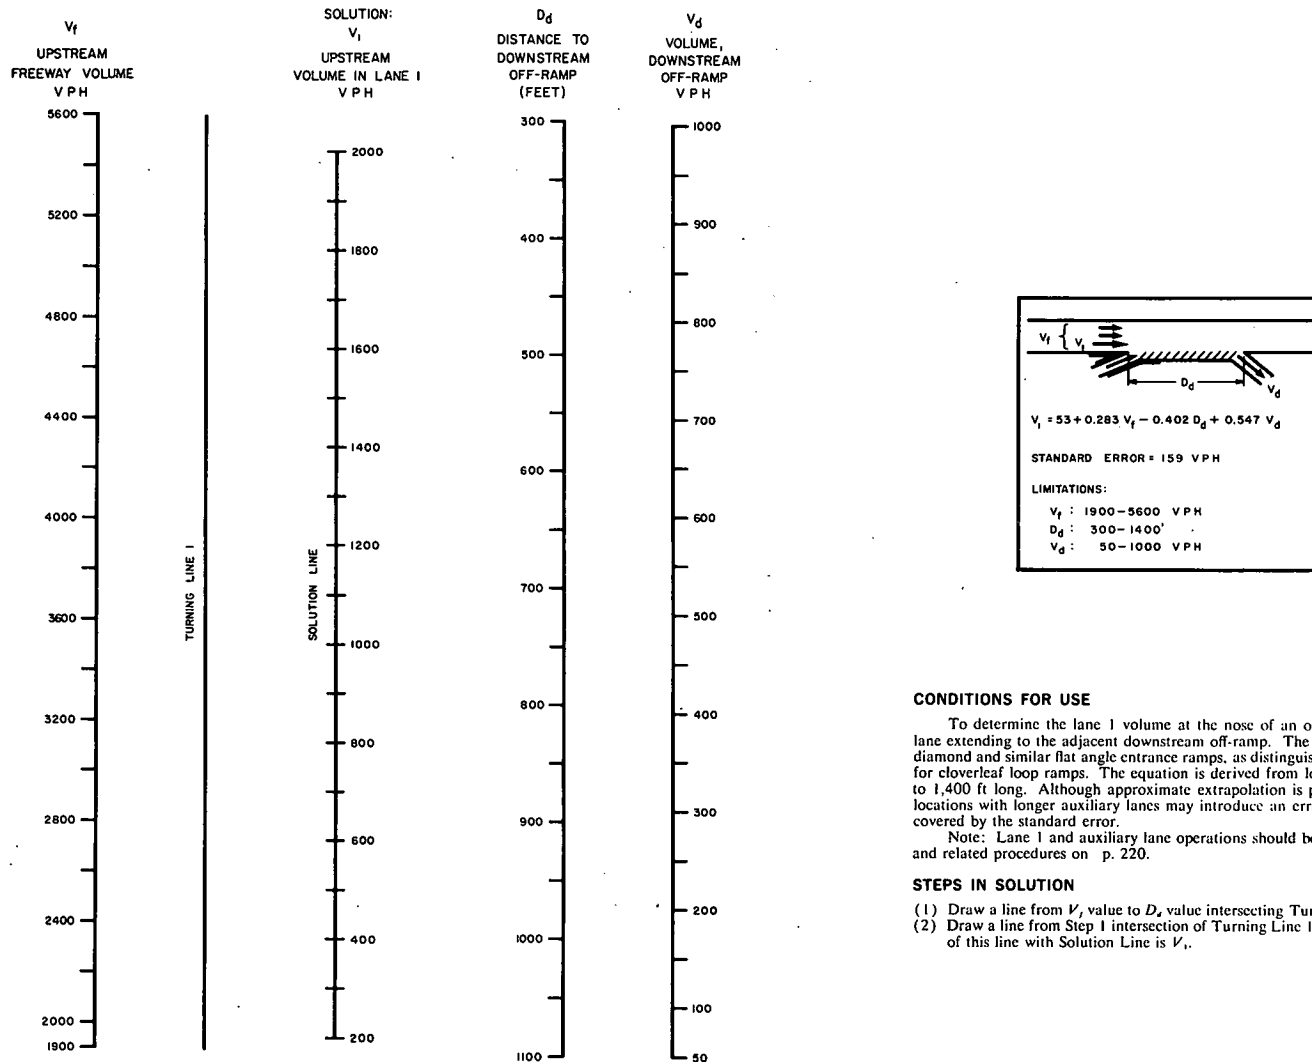 Vf
UPSTREAM
FREEWAY VOLUME
VPH
5600
5200
4800
4400
4000
3600
3200
2800
2400
2000
1900
TURNING LINE 1
SOLUTION:
V1
UPSTREAM
VOLUME IN LANE 1
VPH
2000
1800
1600
1400
1200
1000
800
600
400
200
SOLUTION LINE
Dd
DISTANCE TO
DOWNSTREAM
OFF-RAMP
(FEET)
300
400
500
600
700
800
900
1000
1100
Vd
VOLUME,
DOWNSTREAM
OFF-RAMP
VPH
1000
900
800
700
600
500
400
300
200
100
50
Vf { V1
Dd
Vd
V1 = 53 + 0.283 Vf − 0.402 Dd + 0.547 Vd
STANDARD ERROR = 159 VPH
LIMITATIONS:
Vf : 1900-5600 VPH
Dd : 300-1400'
Vd : 50-1000 VPH
CONDITIONS FOR USE
To determine the lane 1 volume at the nose of an
lane extending to the adjacent downstream off-ramp. The
diamond and similar flat angle entrance ramps, as
for cloverleaf loop ramps. The equation is derived from
to 1,400 ft long. Although approximate extrapolation is
locations with longer auxiliary lanes may introduce an
covered by the standard error.
Note: Lane 1 and auxiliary lane operations should
and related procedures on p. 220.
STEPS IN SOLUTION
(1) Draw a line from Vf value to Dd value intersecting
(2) Draw a line from Step 1 intersection of Turning Line 1
of this line with Solution Line is V1.